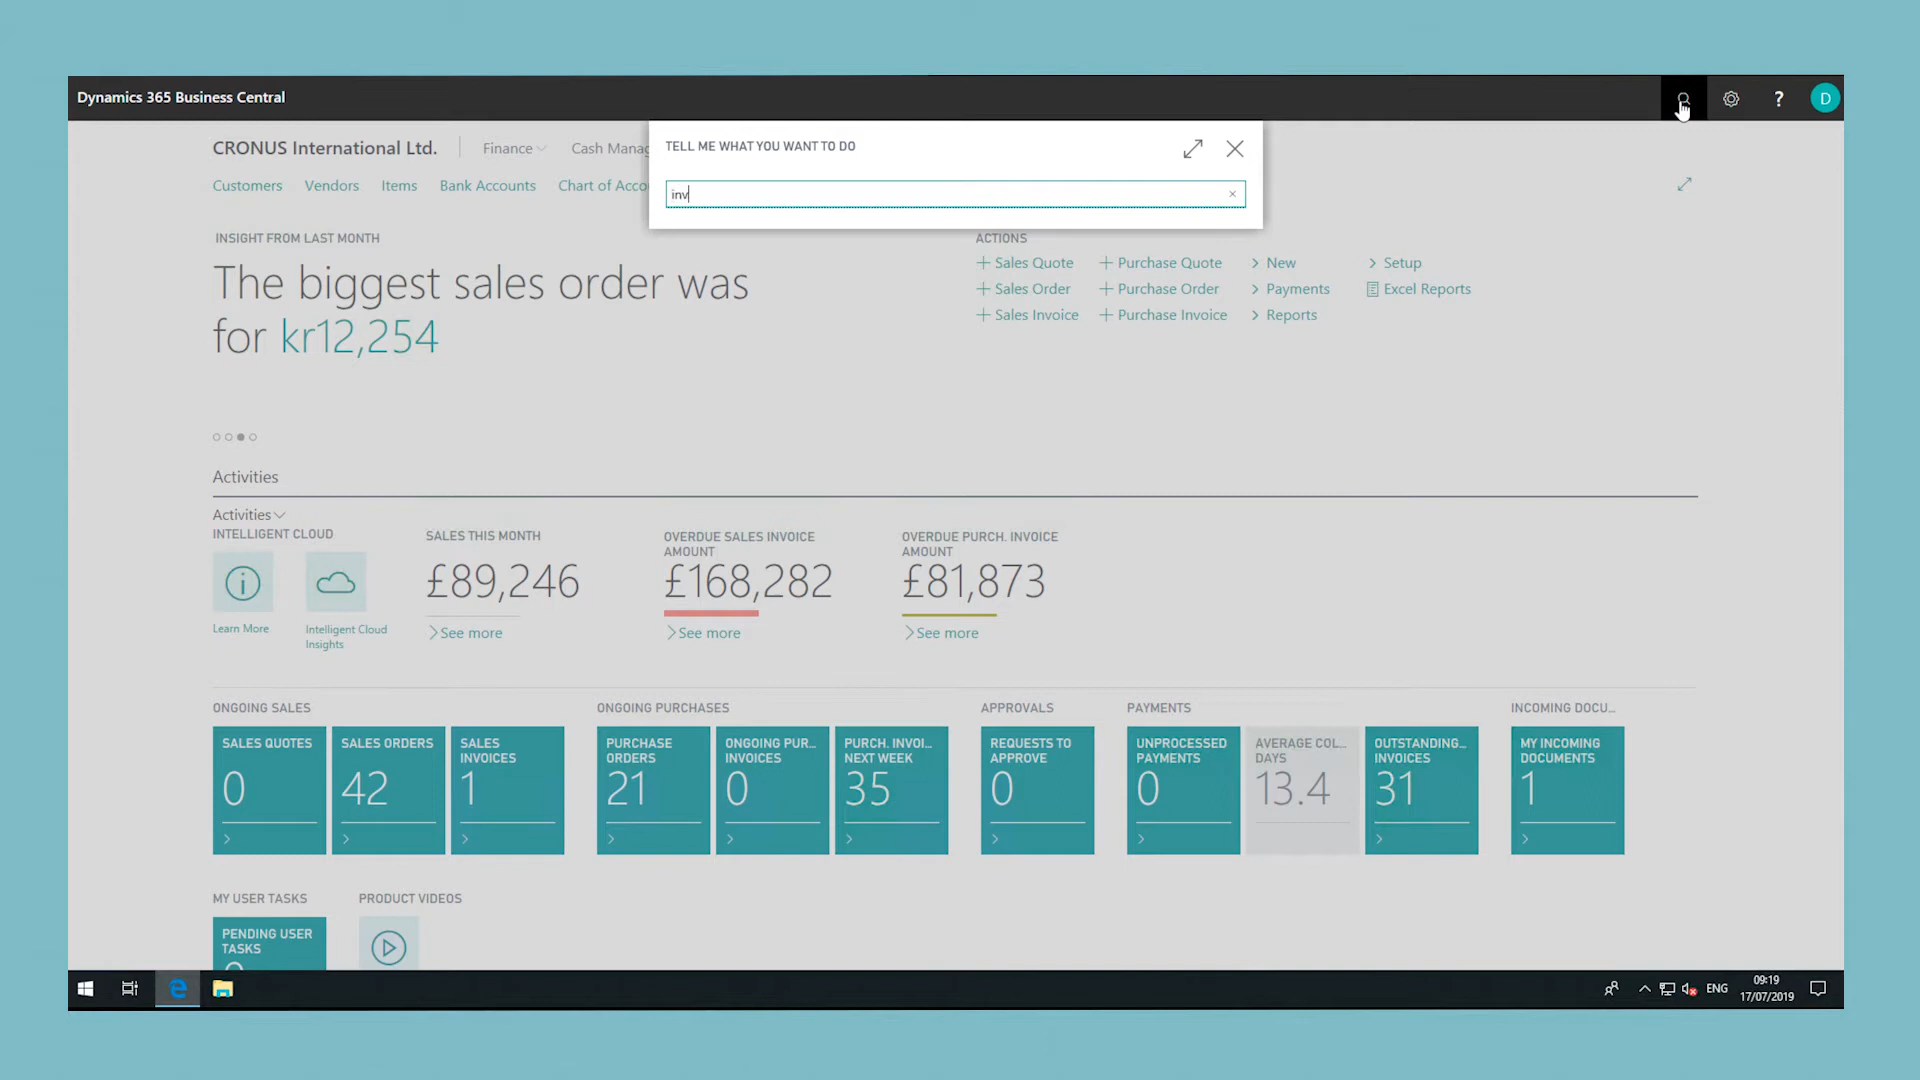 Dynamics 365 Business Central
?
D
CRONUS International Ltd.
Finance
Cash Manag
TELL ME WHAT YOU WANT TO DO
inv
Customers
Vendors
Items
Bank Accounts
Chart of Acco
INSIGHT FROM LAST MONTH
The biggest sales order was
for kr12,254
ACTIONS
+ Sales Quote
+ Purchase Quote
> New
> Setup
+ Sales Order
+ Purchase Order
> Payments
Excel Reports
+ Sales Invoice
+ Purchase Invoice
> Reports
Activities
Activities
INTELLIGENT CLOUD
Learn More
Intelligent Cloud
Insights
SALES THIS MONTH
£89,246
>See more
OVERDUE SALES INVOICE
AMOUNT
£168,282
>See more
OVERDUE PURCH. INVOICE
AMOUNT
£81,873
>See more
ONGOING SALES
SALES QUOTES
0
SALES ORDERS
42
SALES
INVOICES
1
ONGOING PURCHASES
PURCHASE
ORDERS
21
ONGOING PUR...
INVOICES
0
PURCH. INVOI...
NEXT WEEK
35
APPROVALS
REQUESTS TO
APPROVE
0
PAYMENTS
UNPROCESSED
PAYMENTS
0
AVERAGE COL...
DAYS
13.4
OUTSTANDING...
INVOICES
31
INCOMING DOCU...
MY INCOMING
DOCUMENTS
1
MY USER TASKS
PENDING USER
TASKS
PRODUCT VIDEOS
ENG
09:19
17/07/2019